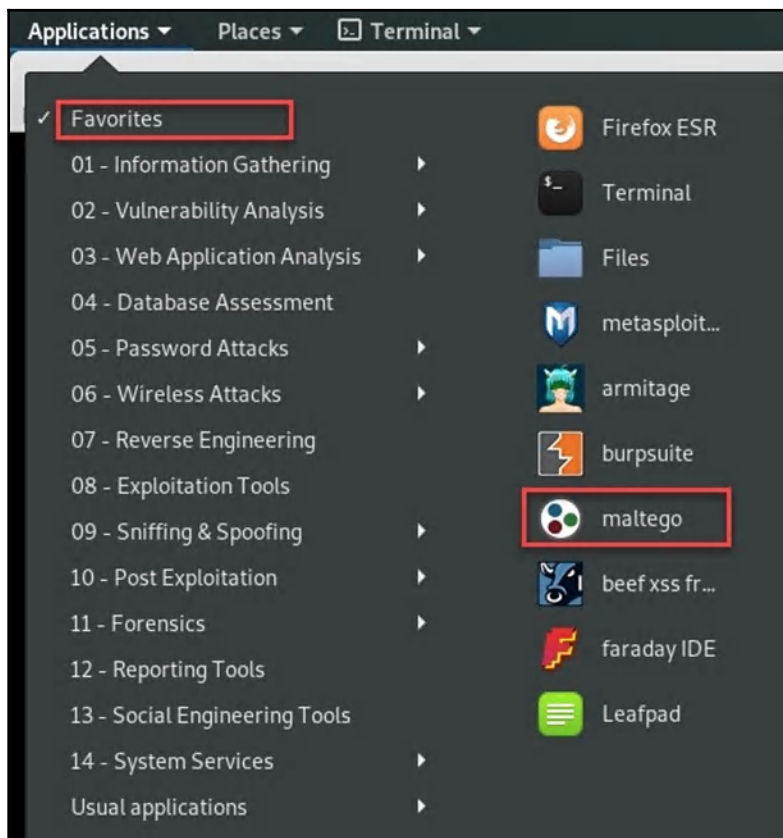 Applications
Places
Terminal
Favorites
01 - Information Gathering
02 - Vulnerability Analysis
03 - Web Application Analysis
04 - Database Assessment
05 - Password Attacks
06 - Wireless Attacks
07 - Reverse Engineering
08 - Exploitation Tools
09 - Sniffing & Spoofing
10 - Post Exploitation
11 - Forensics
12 - Reporting Tools
13 - Social Engineering Tools
14 - System Services
Usual applications
Firefox ESR
Terminal
Files
metasploit...
armitage
burpsuite
maltego
beef xss fr...
faraday IDE
Leafpad